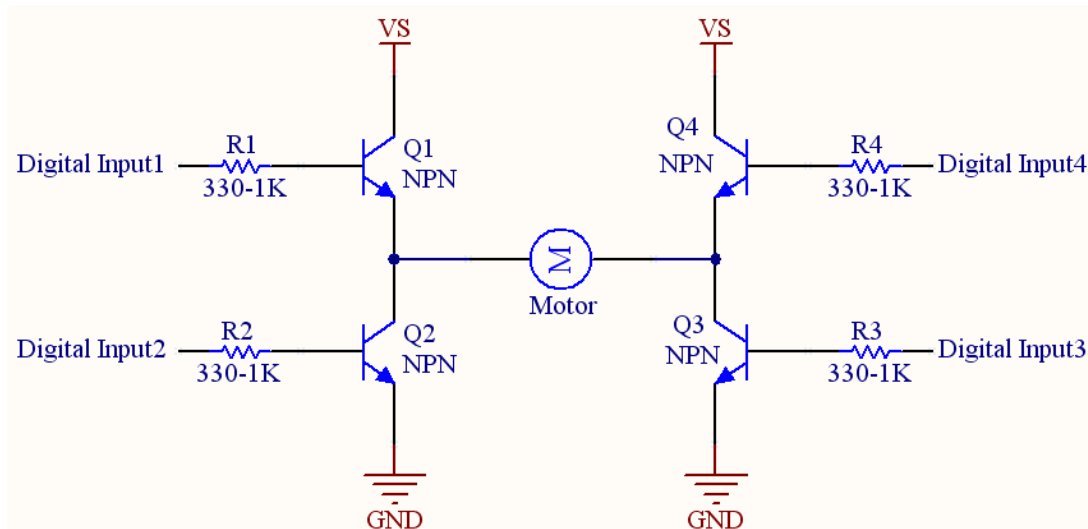 VS
VS
Digital Input1
R1
330-1K
Q1
NPN
Q4
NPN
R4
330-1K
Digital Input4
M
Motor
Digital Input2
R2
330-1K
Q2
NPN
Q3
NPN
R3
330-1K
Digital Input3
GND
GND